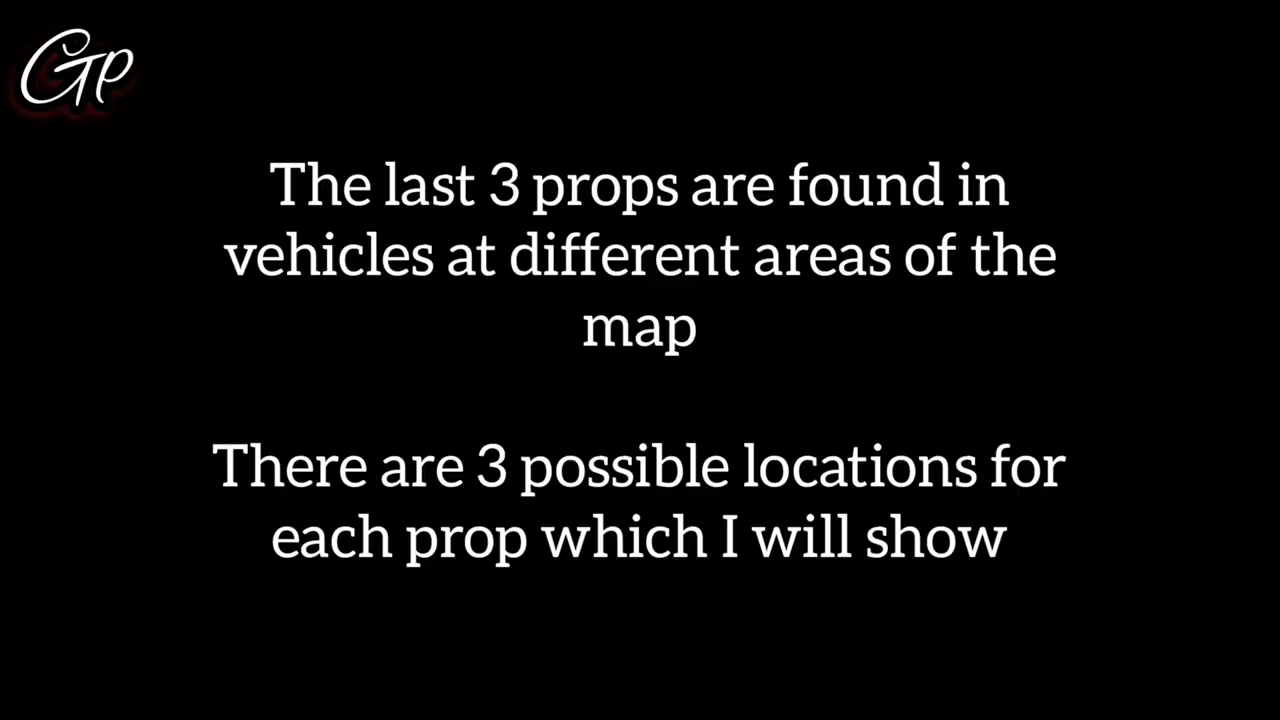 Gp
The last 3 props are found in
vehicles at different areas of the
map
There are 3 possible locations for
each prop which I will show